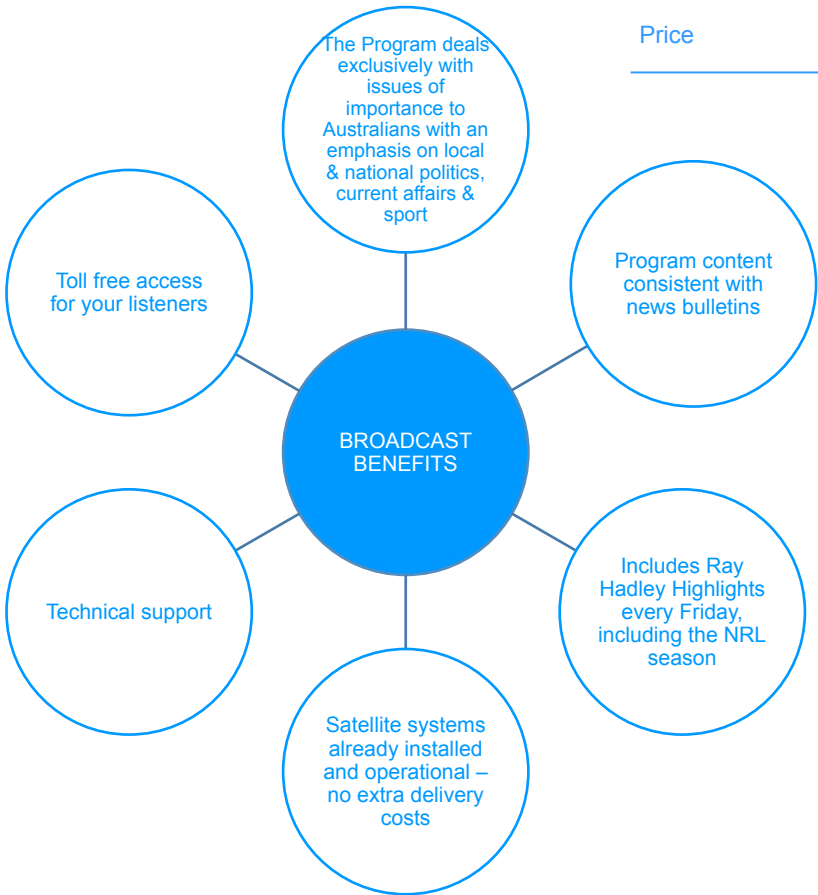 Price
The Program deals
exclusively with
issues of
importance to
Australians with an
emphasis on local
& national politics,
current affairs &
sport
Program content
consistent with
news bulletins
Includes Ray
Hadley Highlights
every Friday,
including the NRL
season
Satellite systems
already installed
and operational –
no extra delivery
costs
Technical support
Toll free access
for your listeners
BROADCAST
BENEFITS